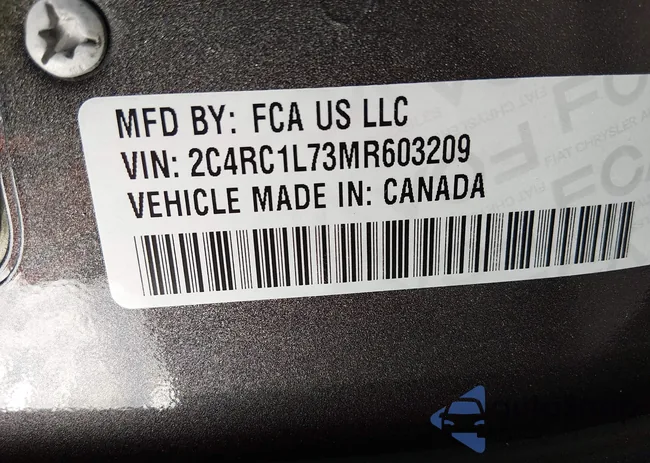 MFD BY: FCA US LLC
VIN: 2C4RC1L73MR603209
VEHICLE MADE IN: CANADA